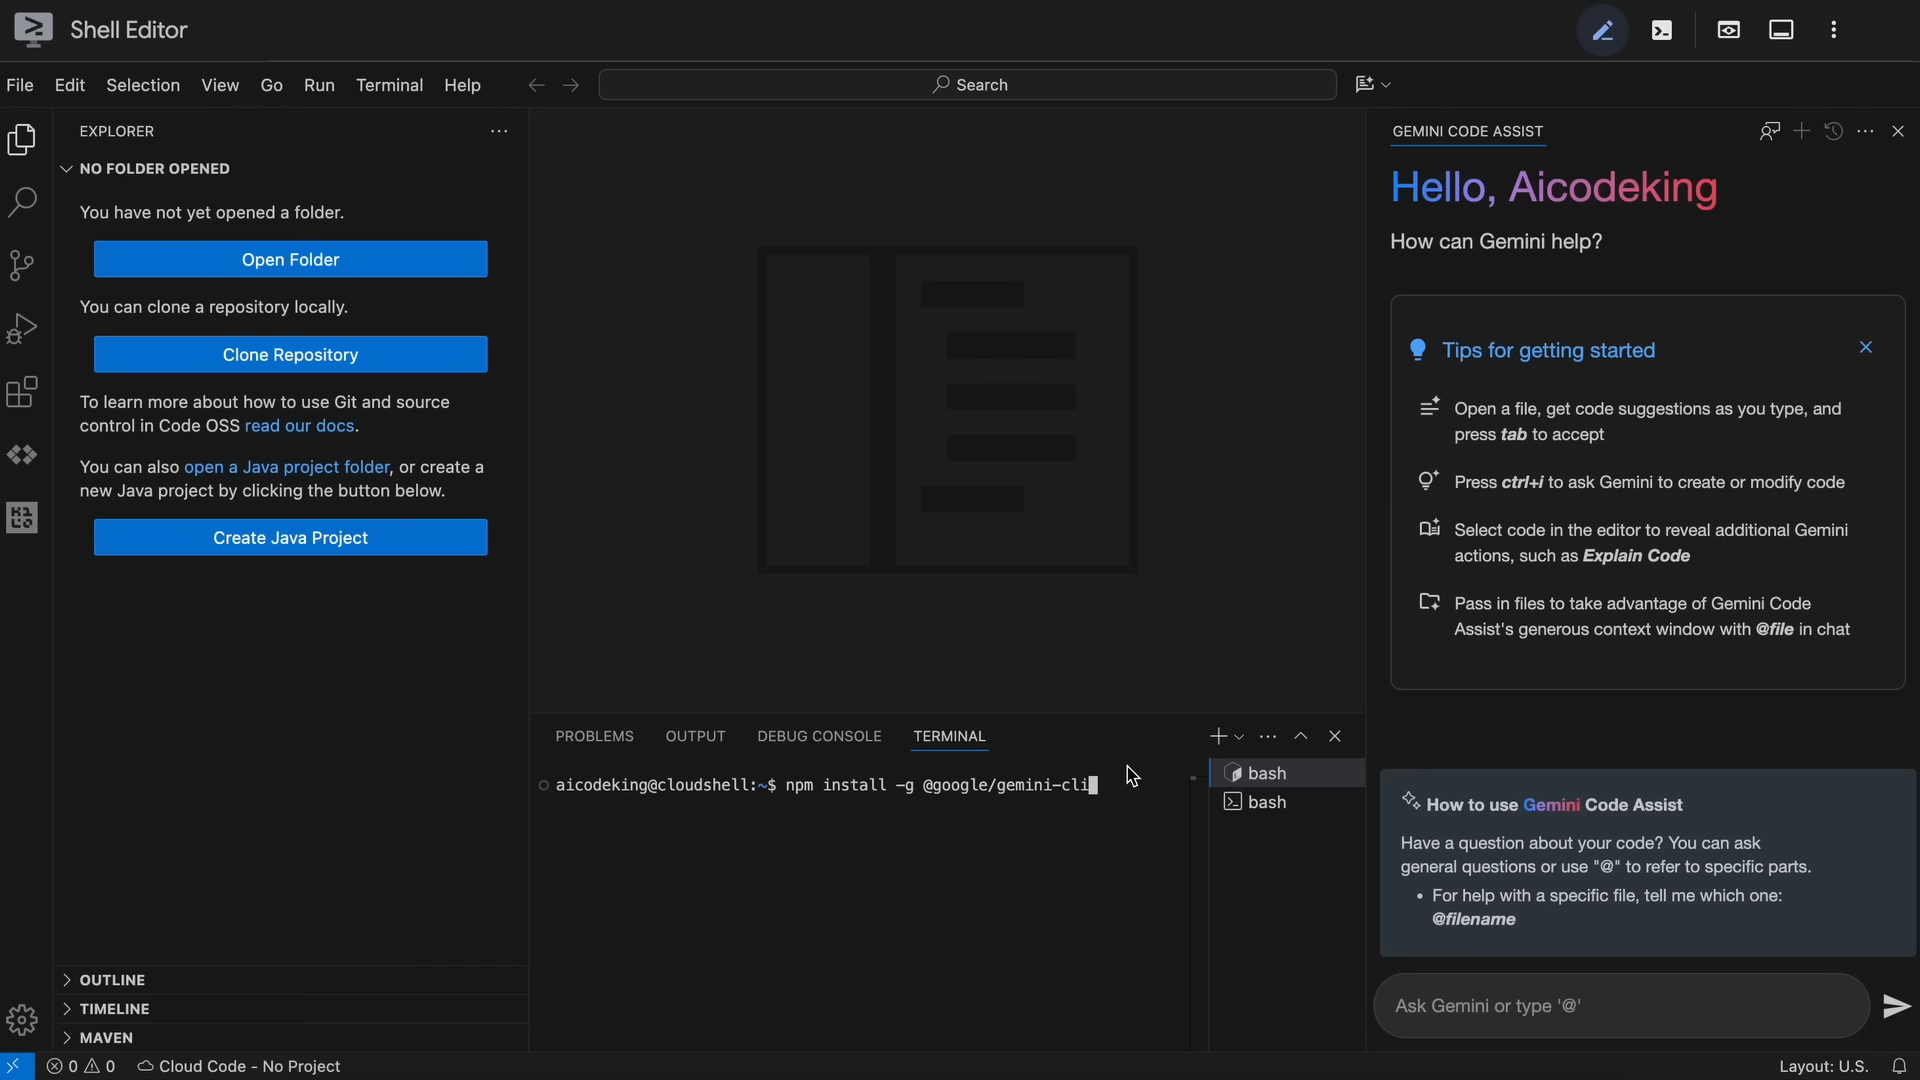 Shell Editor
File Edit Selection View Go Run Terminal Help
Search
EXPLORER
NO FOLDER OPENED
You have not yet opened a folder.
Open Folder
You can clone a repository locally.
Clone Repository
To learn more about how to use Git and source
control in Code OSS read our docs.
You can also open a Java project folder, or create a
new Java project by clicking the button below.
Create Java Project
OUTLINE
TIMELINE
MAVEN
PROBLEMS OUTPUT DEBUG CONSOLE TERMINAL
aicodeking@cloudshell:~$ npm install -g @google/gemini-cli
bash
bash
GEMINI CODE ASSIST
Hello, Aicodeking
How can Gemini help?
Tips for getting started
Open a file, get code suggestions as you type, and
press tab to accept
Press ctrl+i to ask Gemini to create or modify code
Select code in the editor to reveal additional Gemini
actions, such as Explain Code
Pass in files to take advantage of Gemini Code
Assist's generous context window with @file in chat
How to use Gemini Code Assist
Have a question about your code? You can ask
general questions or use "@" to refer to specific parts.
• For help with a specific file, tell me which one:
@filename
Ask Gemini or type '@'
0 0 Cloud Code - No Project
Layout: U.S.